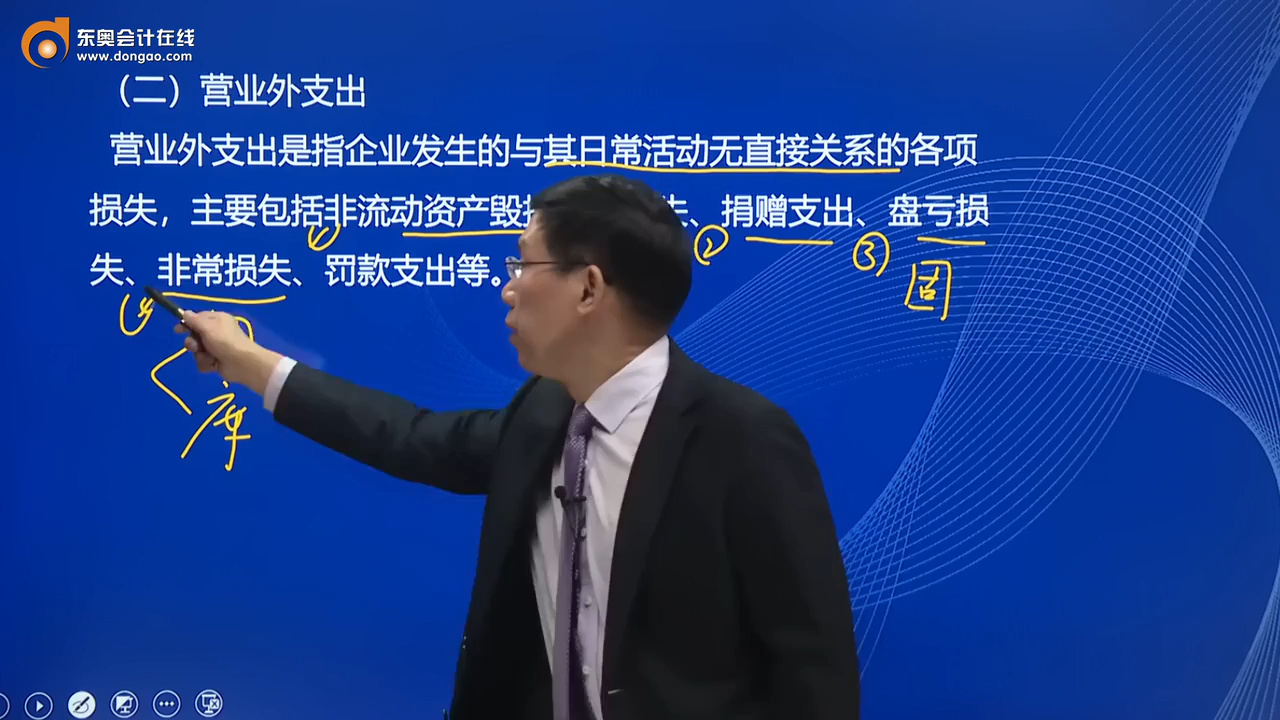 东奥会计在线
www.dongao.com
（二）营业外支出
营业外支出是指企业发生的与其日常活动无直接关系的各项
损失，主要包括非流动资产毁 、捐赠支出、盘亏损
失、非常损失、罚款支出等。
② ③
固
库